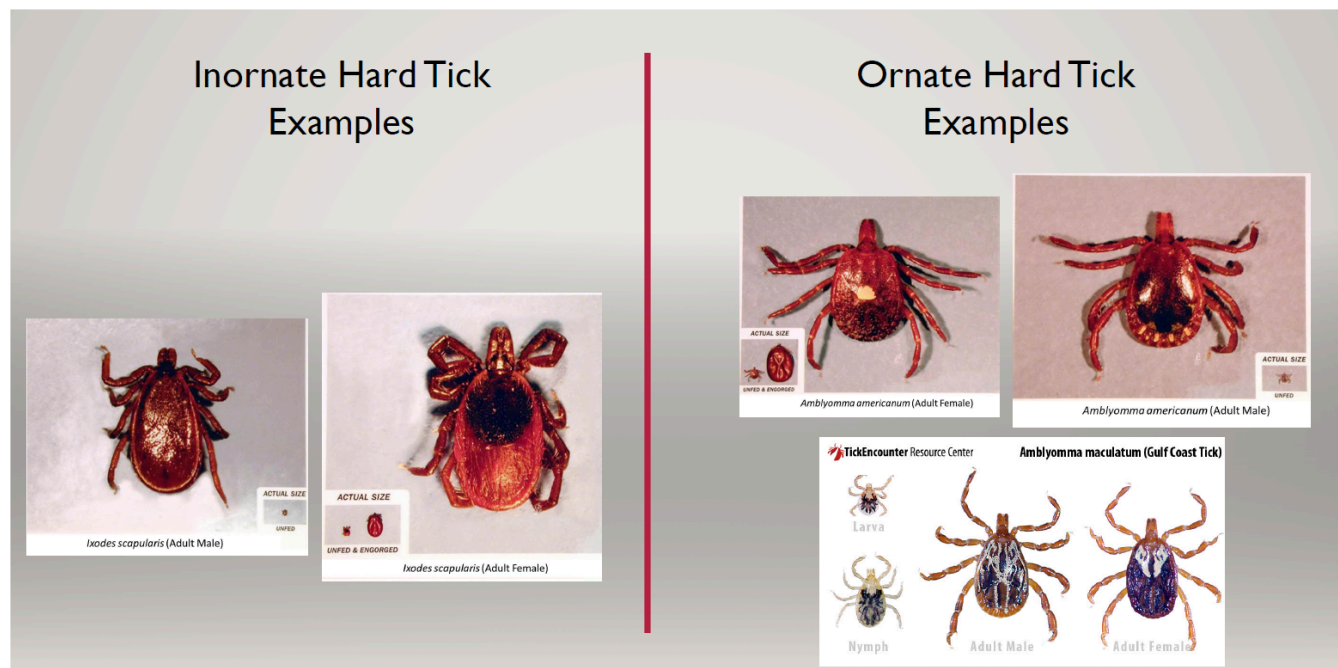 Inornate Hard Tick
Examples
Ornate Hard Tick
Examples
ACTUAL SIZE
UNFED
Ixodes scapularis (Adult Male)
ACTUAL SIZE
UNFED & ENGORGED
Ixodes scapularis (Adult Female)
ACTUAL SIZE
UNFED & ENGORGED
Amblyomma americanum (Adult Female)
ACTUAL SIZE
UNFED
Amblyomma americanum (Adult Male)
TickEncounter Resource Center
Amblyomma maculatum (Gulf Coast Tick)
Larva
Nymph
Adult Male
Adult Female